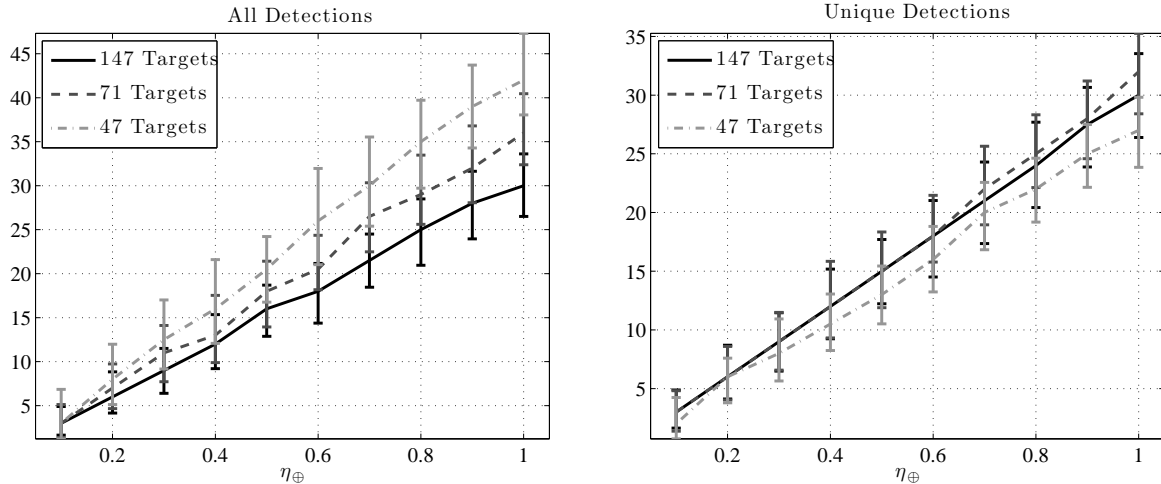 All Detections
45
40
35
30
25
20
15
10
5
147 Targets
71 Targets
47 Targets
0.2 0.4 0.6 0.8 1
η⊕
Unique Detections
35
30
25
20
15
10
5
147 Targets
71 Targets
47 Targets
0.2 0.4 0.6 0.8 1
η⊕